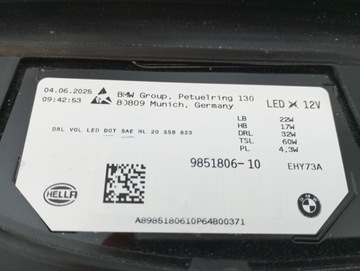 04.06.2025
09:42:53
BMW Group, Petuelring 130
80809 Munich, Germany
LED 12V
LB 22W
HB 17W
DRL 32W
TSL 60W
PL 4.3W
DRL VOL LED DOT SAE HL 20 5SB 823
9851806-10
EHY73A
HELLA
A8985180610P64B00371